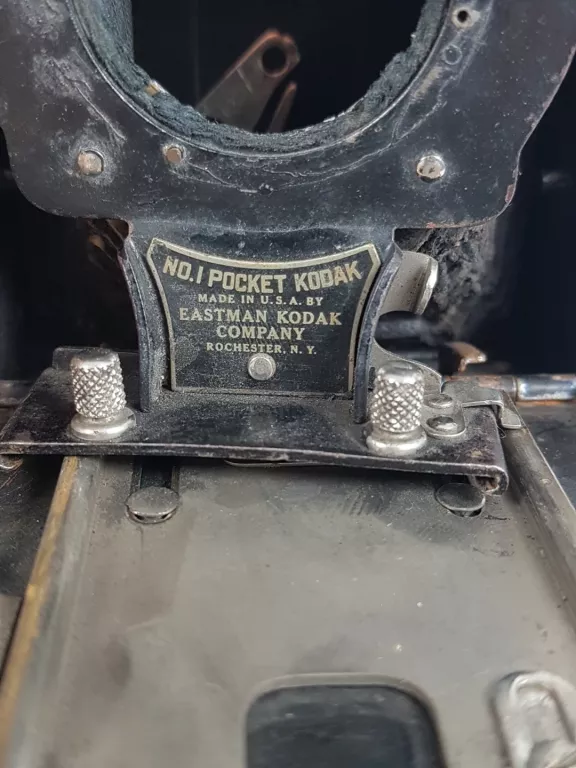 NO.1 POCKET KODAK
MADE IN U.S.A. BY
EASTMAN KODAK
COMPANY
ROCHESTER, N. Y.